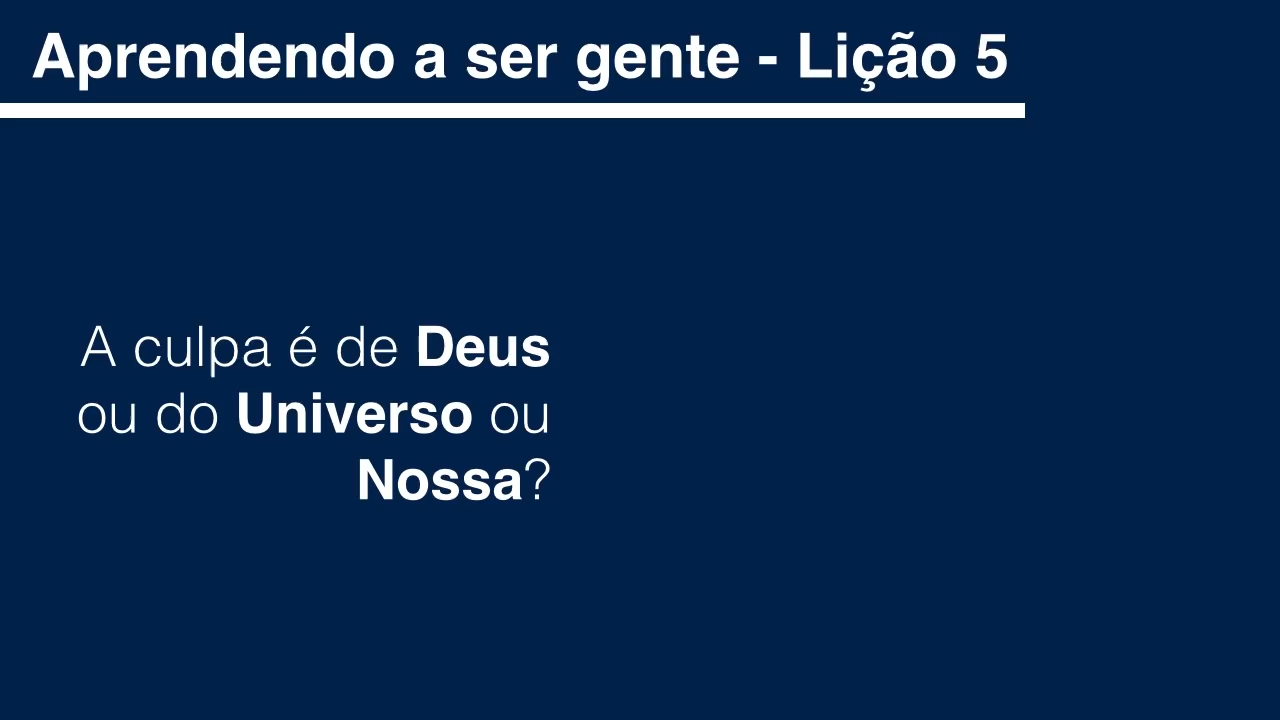 Aprendendo a ser gente - Lição 5
A culpa é de Deus
ou do Universo ou
Nossa?